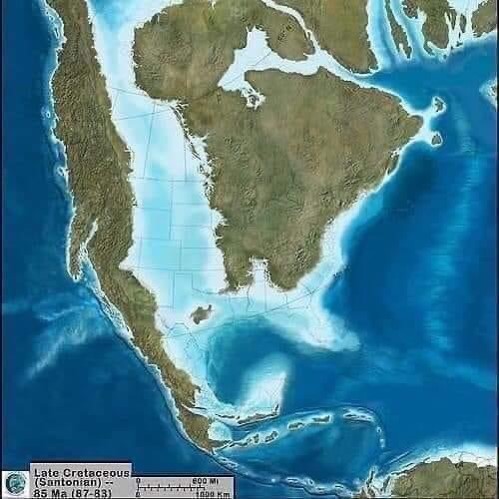 Late Cretaceous
(Santonian) --
85 Ma (87-83)
0 600 Mi
0 1000 Km